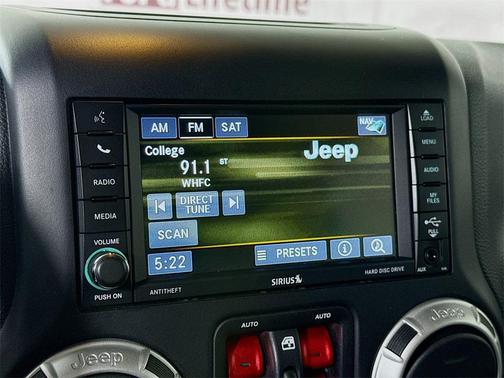 Lifetime
AM FM SAT NAV
College
91.1 ST
WHFC
Jeep
DIRECT TUNE
SCAN
5:22
PRESETS
RADIO
MEDIA
VOLUME
PUSH ON
LOAD
MENU
AUDIO
MY FILES
PULL
AUX
ANTITHEFT
SIRIUS
HARD DISC DRIVE
AUTO AUTO
Jeep
Jeep